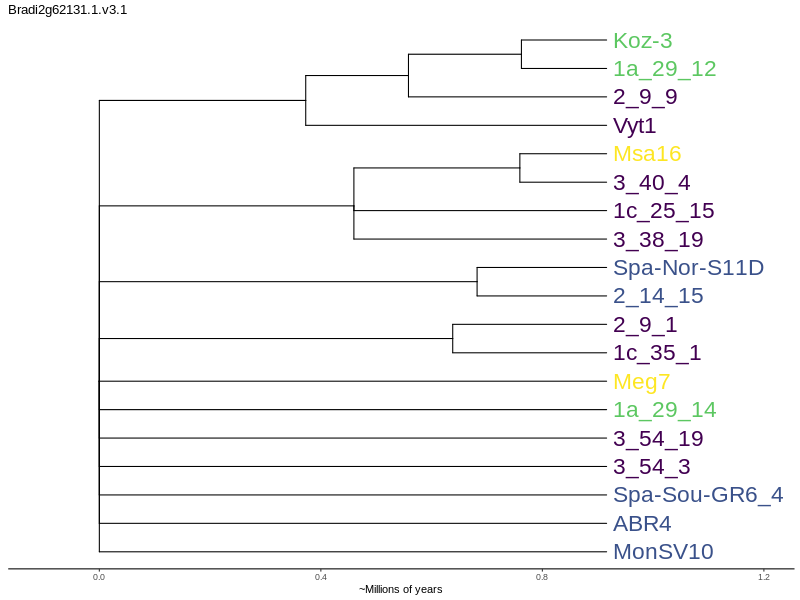 Bradi2g62131.1.v3.1
Koz-3
1a_29_12
2_9_9
Vyt1
Msa16
3_40_4
1c_25_15
3_38_19
Spa-Nor-S11D
2_14_15
2_9_1
1c_35_1
Meg7
1a_29_14
3_54_19
3_54_3
Spa-Sou-GR6_4
ABR4
MonSV10
0.0 0.4 0.8 1.2
~Millions of years